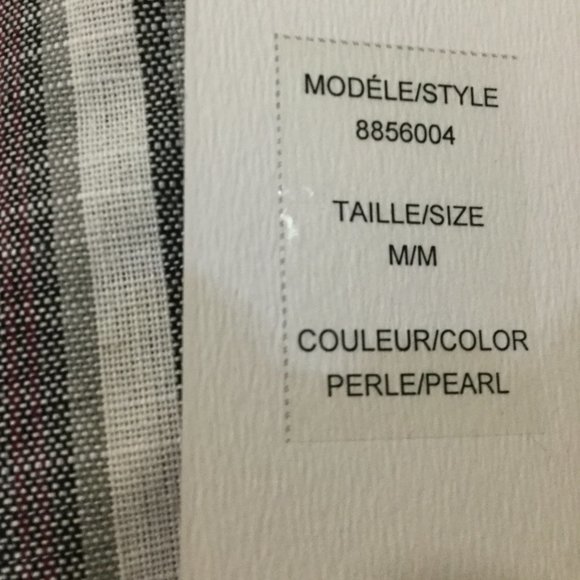 MODÉLE/STYLE
8856004
TAILLE/SIZE
M/M
COULEUR/COLOR
PERLE/PEARL